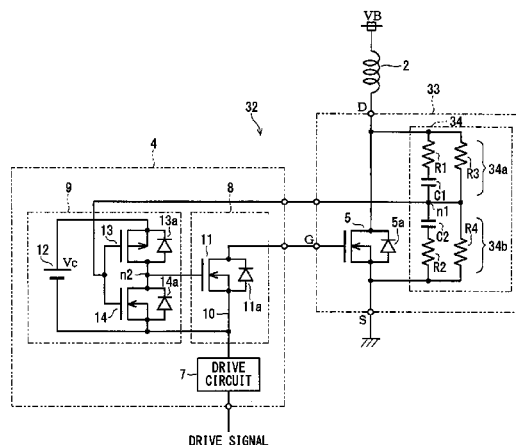 VB
2
D
33
32
34
4
R1
R3
34a
9
8
C1
n1
5
5a
C2
13
13a
12
Vc
11
G
34b
n2
R4
14a
R2
14
11a
10
S
7
DRIVE
CIRCUIT
DRIVE SIGNAL